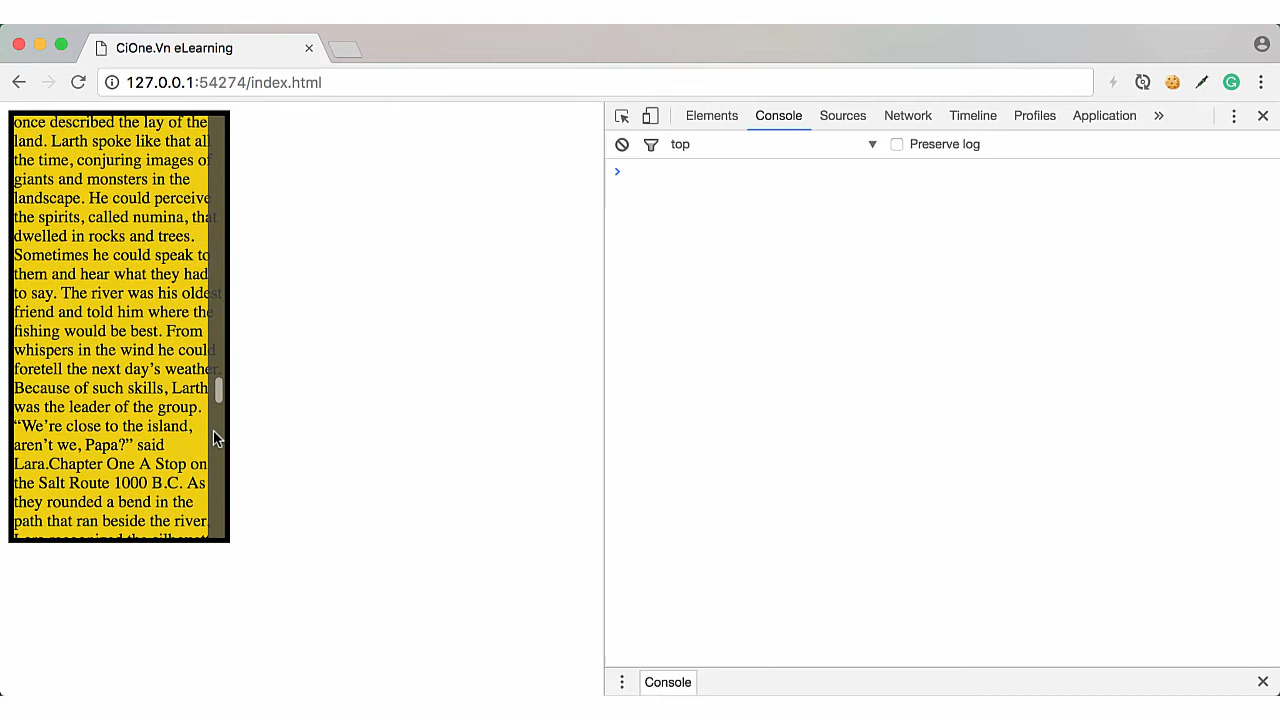 CiOne.Vn eLearning
127.0.0.1:54274/index.html
once described the lay of the
land. Larth spoke like that all
the time, conjuring images of
giants and monsters in the
landscape. He could perceive
the spirits, called numina, that
dwelled in rocks and trees.
Sometimes he could speak to
them and hear what they had
to say. The river was his oldest
friend and told him where the
fishing would be best. From
whispers in the wind he could
foretell the next day’s weather.
Because of such skills, Larth
was the leader of the group.
“We’re close to the island,
aren’t we, Papa?” said
Lara.Chapter One A Stop on
the Salt Route 1000 B.C. As
they rounded a bend in the
path that ran beside the river,
Elements Console Sources Network Timeline Profiles Application »
top Preserve log
Console